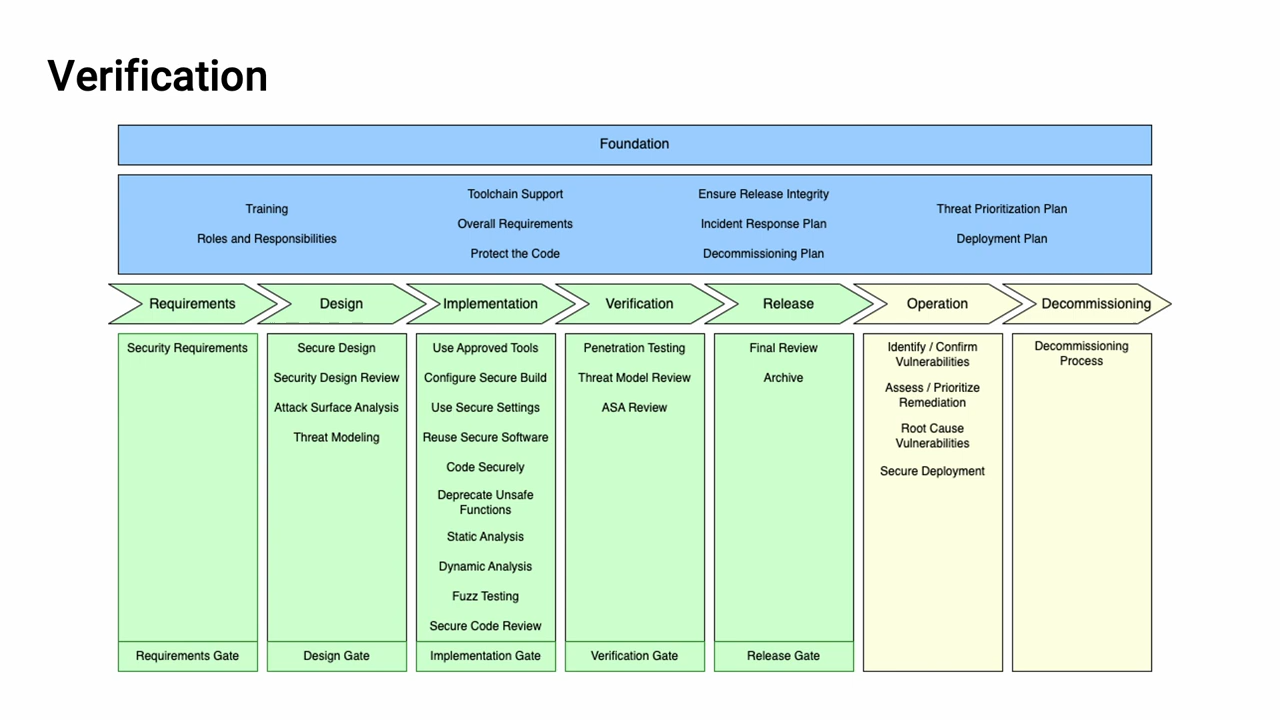 Verification
Foundation
Training
Roles and Responsibilities
Toolchain Support
Overall Requirements
Protect the Code
Ensure Release Integrity
Incident Response Plan
Decommissioning Plan
Threat Prioritization Plan
Deployment Plan
Requirements
Design
Implementation
Verification
Release
Operation
Decommissioning
Security Requirements
Requirements Gate
Secure Design
Security Design Review
Attack Surface Analysis
Threat Modeling
Design Gate
Use Approved Tools
Configure Secure Build
Use Secure Settings
Reuse Secure Software
Code Securely
Deprecate Unsafe
Functions
Static Analysis
Dynamic Analysis
Fuzz Testing
Secure Code Review
Implementation Gate
Penetration Testing
Threat Model Review
ASA Review
Verification Gate
Final Review
Archive
Release Gate
Identify / Confirm
Vulnerabilities
Assess / Prioritize
Remediation
Root Cause
Vulnerabilities
Secure Deployment
Decommissioning
Process